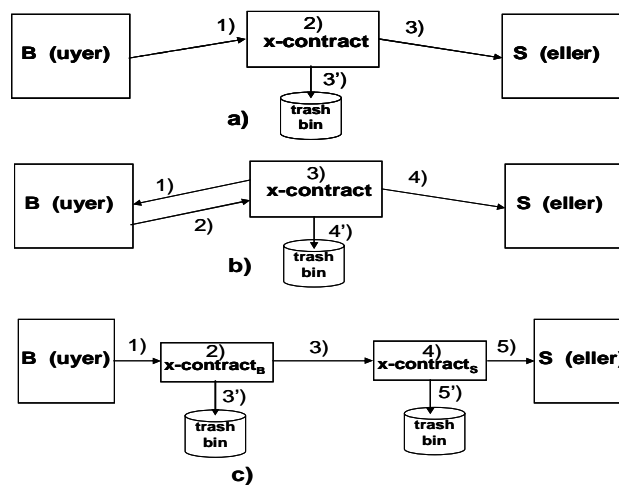 1)
2)
3)
B (uyer)
x-contract
S (eller)
3')
trash
bin
a)
1)
3)
4)
B (uyer)
x-contract
S (eller)
2)
4')
trash
bin
b)
1)
2)
3)
4)
5)
B (uyer)
x-contractB
x-contractS
S (eller)
3')
5')
trash
bin
trash
bin
c)